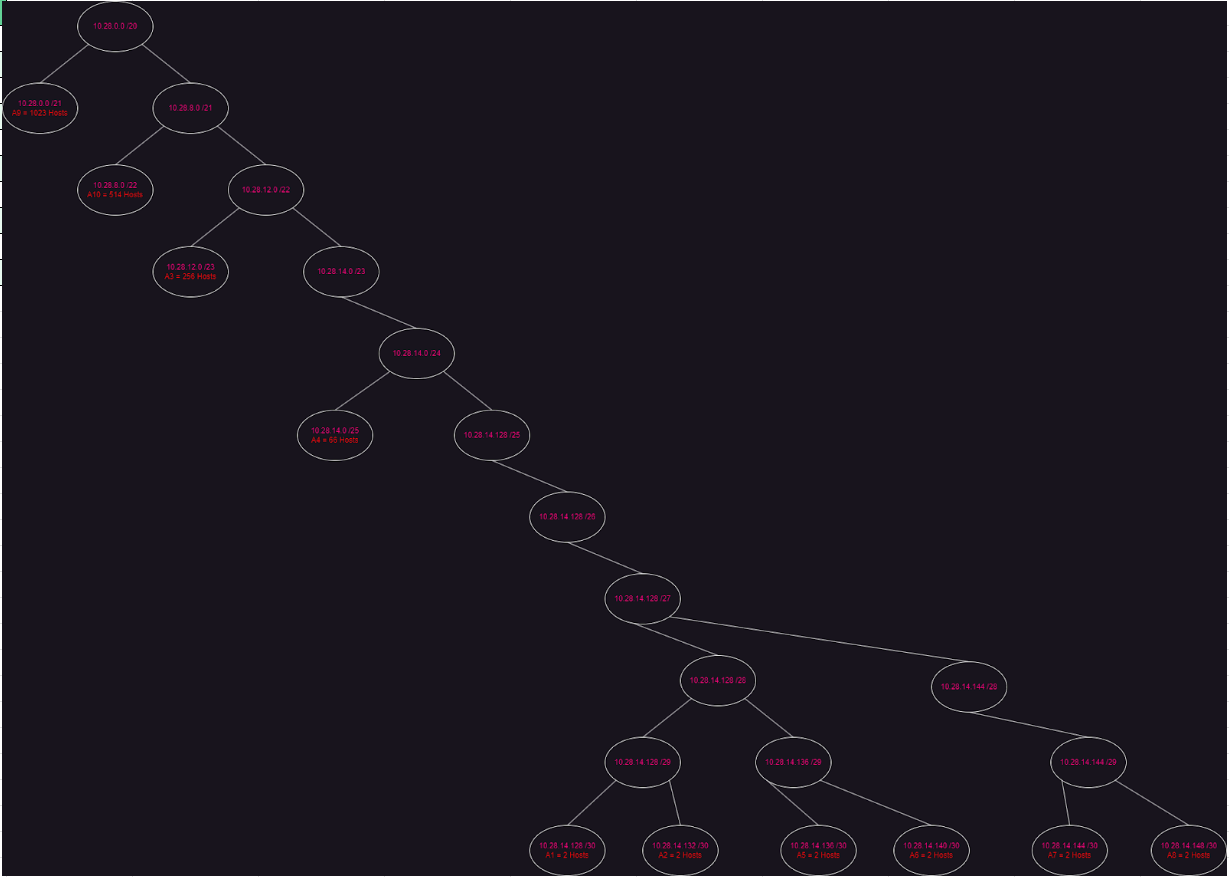 10.28.0.0 /20
10.28.0.0 /21
A9 = 1023 Hosts
10.28.8.0 /21
10.28.8.0 /22
A10 = 514 Hosts
10.28.12.0 /22
10.28.12.0 /23
A3 = 256 Hosts
10.28.14.0 /23
10.28.14.0 /24
10.28.14.0 /25
A4 = Hosts
10.28.14.128 /25
10.28.14.128 /26
10.28.14.128 /27
10.28.14.128 /28
10.28.14.144 /28
10.28.14.128 /29
10.28.14.136 /29
10.28.14.144 /29
10.28.14.128 /30
A1 = 2 Hosts
10.28.14.132 /30
A2 = 2 Hosts
10.28.14.136 /30
= 2 Hosts
10.28.14.140 /30
= 2 Hosts
10.28.14.144 /30
A7 = 2 Hosts
10.28.14.148 /30
A8 = 2 Hosts